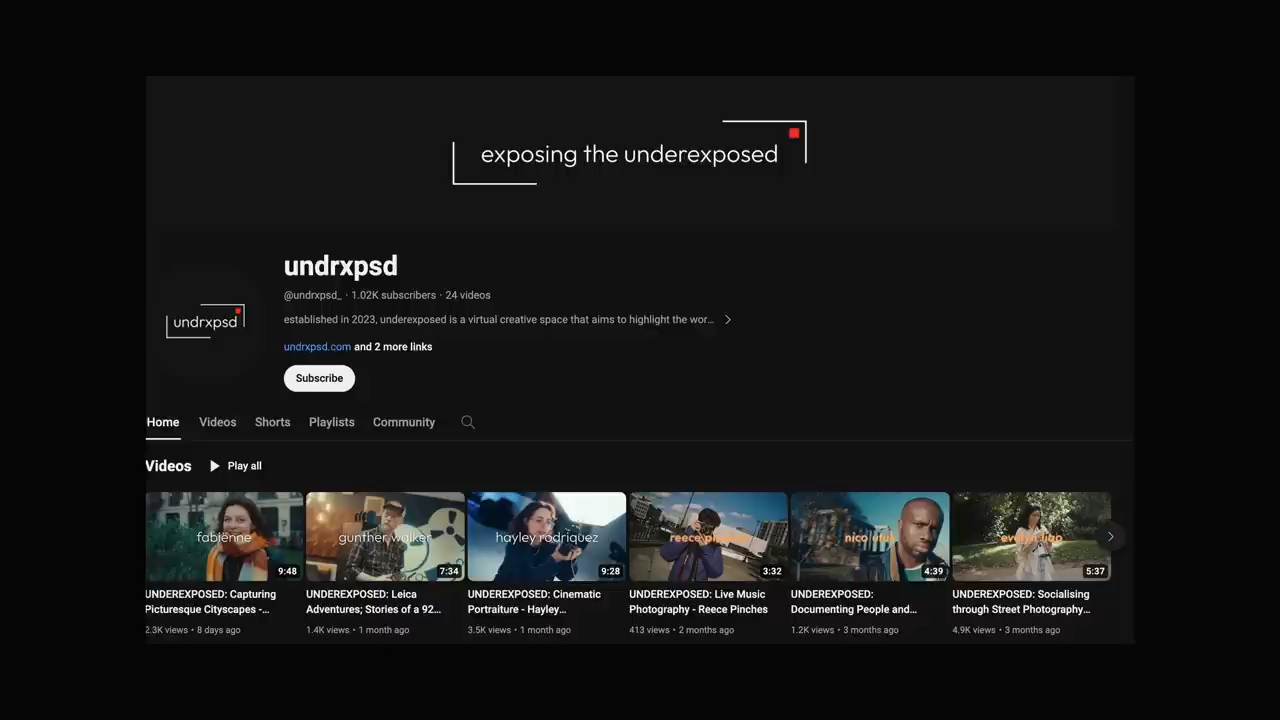 exposing the underexposed
undrxpsd
undrxpsd
@undrxpsd_ · 1.02K subscribers · 24 videos
established in 2023, underexposed is a virtual creative space that aims to highlight the wor...
undrxpsd.com and 2 more links
Subscribe
Home Videos Shorts Playlists Community
Videos Play all
fabienne
gunther walker
hayley rodriquez
reece
nico
evelyn liao
9:48 7:34 9:28 3:32 4:39 5:37
UNDEREXPOSED: Capturing
Picturesque Cityscapes -...
2.3K views • 8 days ago
UNDEREXPOSED: Leica
Adventures; Stories of a 92...
1.4K views • 1 month ago
UNDEREXPOSED: Cinematic
Portraiture - Hayley...
3.5K views • 1 month ago
UNDEREXPOSED: Live Music
Photography - Reece Pinches
413 views • 2 months ago
UNDEREXPOSED:
Documenting People and...
1.2K views • 3 months ago
UNDEREXPOSED: Socialising
through Street Photography...
4.9K views • 3 months ago